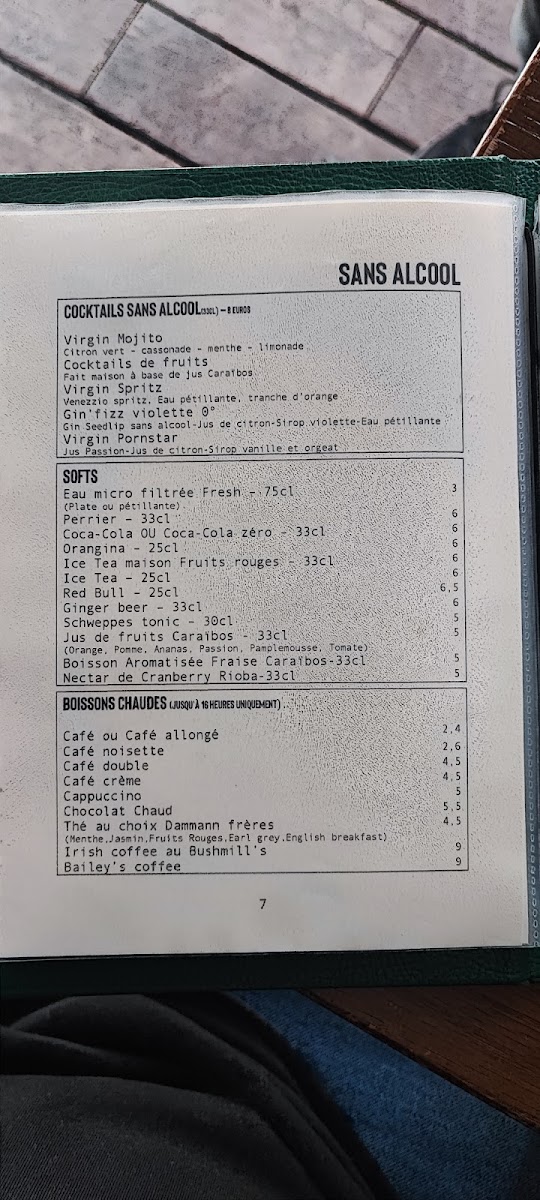 SANS ALCOOL
COCKTAILS SANS ALCOOL(33CL) – 8 EUROS
Virgin Mojito
Citron vert - cassonade - menthe - limonade
Cocktails de fruits
Fait maison à base de jus Caraïbos
Virgin Spritz
Venezzio spritz, Eau pétillante, tranche d'orange
Gin'fizz violette 0°
Gin Seedlip sans alcool-Jus de citron-Sirop violette-Eau pétillante
Virgin Pornstar
Jus Passion-Jus de citron-Sirop vanille et orgeat
SOFTS
Eau micro filtrée Fresh - 75cl 3
(Plate ou pétillante)
Perrier - 33cl 6
Coca-Cola OU Coca-Cola zéro - 33cl 6
Orangina - 25cl 6
Ice Tea maison Fruits rouges - 33cl 6
Ice Tea - 25cl 6
Red Bull - 25cl 6,5
Ginger beer - 33cl 6
Schweppes tonic - 30cl 5
Jus de fruits Caraïbos - 33cl 5
(Orange, Pomme, Ananas, Passion, Pamplemousse, Tomate)
Boisson Aromatisée Fraise Caraïbos-33cl 5
Nectar de Cranberry Rioba-33cl 5
BOISSONS CHAUDES (JUSQU'À 16 HEURES UNIQUEMENT)
Café ou Café allongé 2,4
Café noisette 2,6
Café double 4,5
Café crème 4,5
Cappuccino 5
Chocolat Chaud 5,5
Thé au choix Dammann frères 4,5
(Menthe,Jasmin,Fruits Rouges,Earl grey,English breakfast)
Irish coffee au Bushmill's 9
Bailey's coffee 9
7